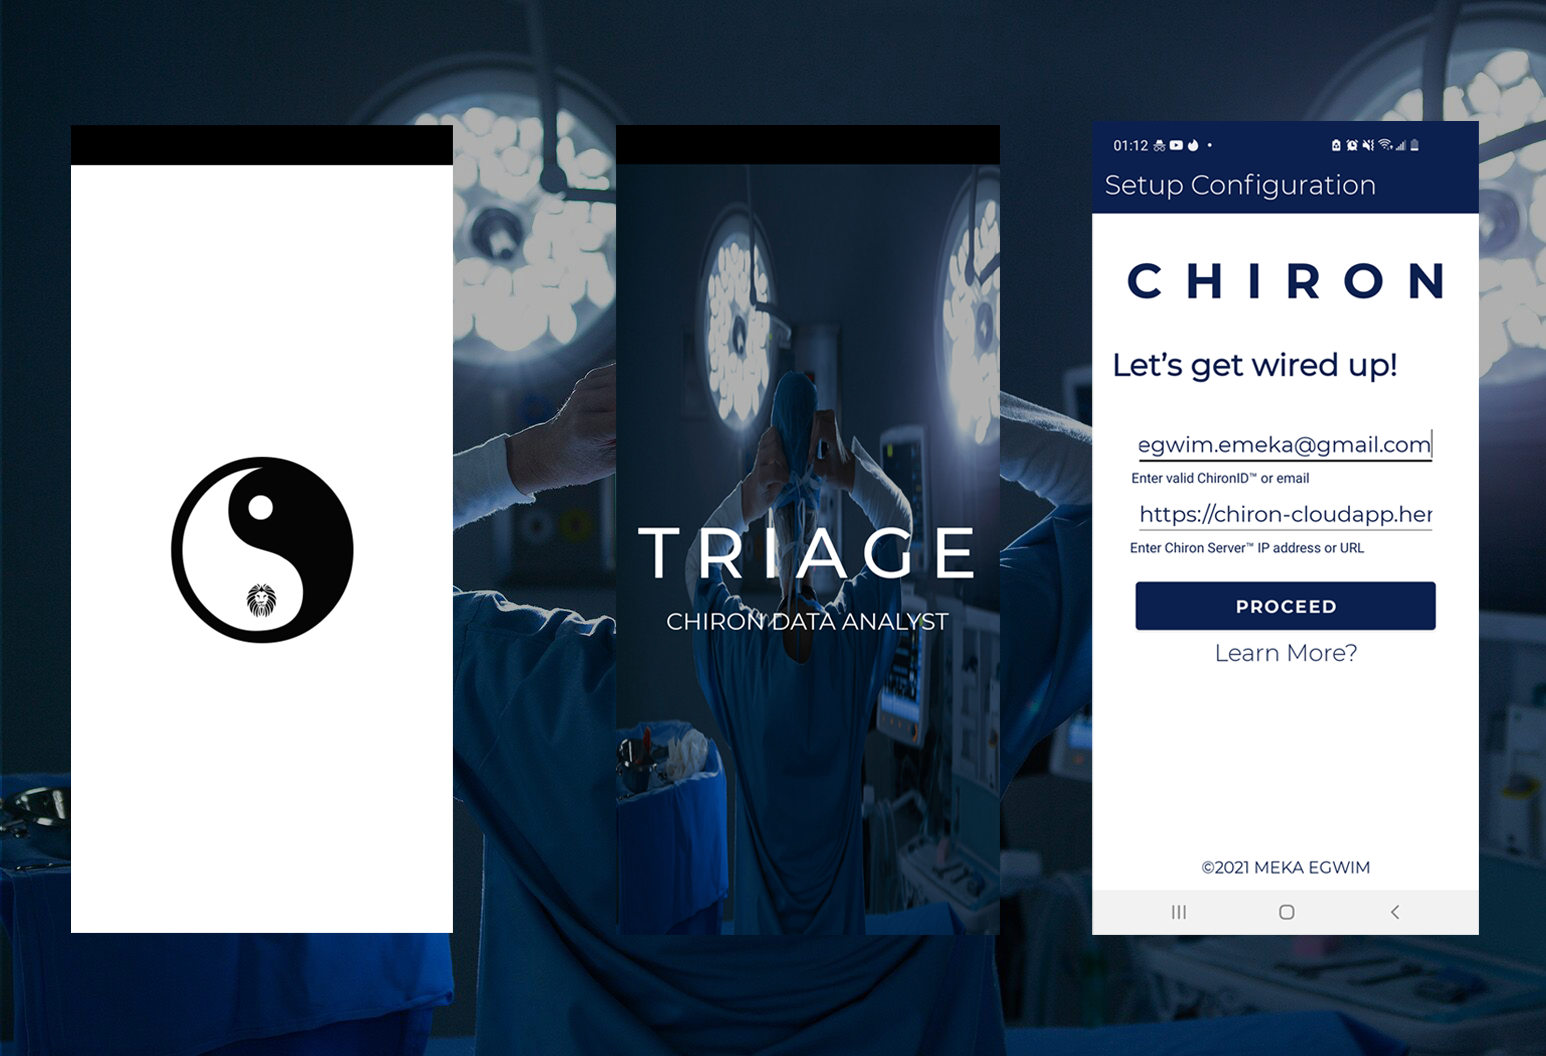 TRIAGE
CHIRON DATA ANALYST
01:12
Setup Configuration
CHIRON
Let's get wired up!
egwim.emeka@gmail.com
Enter valid ChironID™ or email
https://chiron-cloudapp.her
Enter Chiron Server™ IP address or URL
PROCEED
Learn More?
©2021 MEKA EGWIM